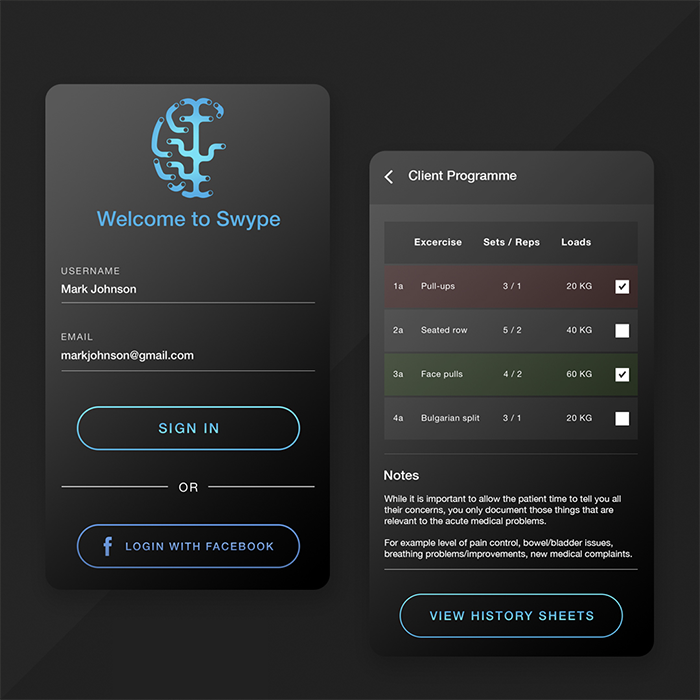 Welcome to Swype
USERNAME
Mark Johnson
EMAIL
markjohnson@gmail.com
SIGN IN
OR
f LOGIN WITH FACEBOOK
Client Programme
Excercise Sets / Reps Loads
1a Pull-ups 3 / 1 20 KG
2a Seated row 5 / 2 40 KG
3a Face pulls 4 / 2 60 KG
4a Bulgarian split 3 / 1 20 KG
Notes
While it is important to allow the patient time to tell you all
their concerns, you only document those things that are
relevant to the acute medical problems.
For example level of pain control, bowel/bladder issues,
breathing problems/improvements, new medical complaints.
VIEW HISTORY SHEETS